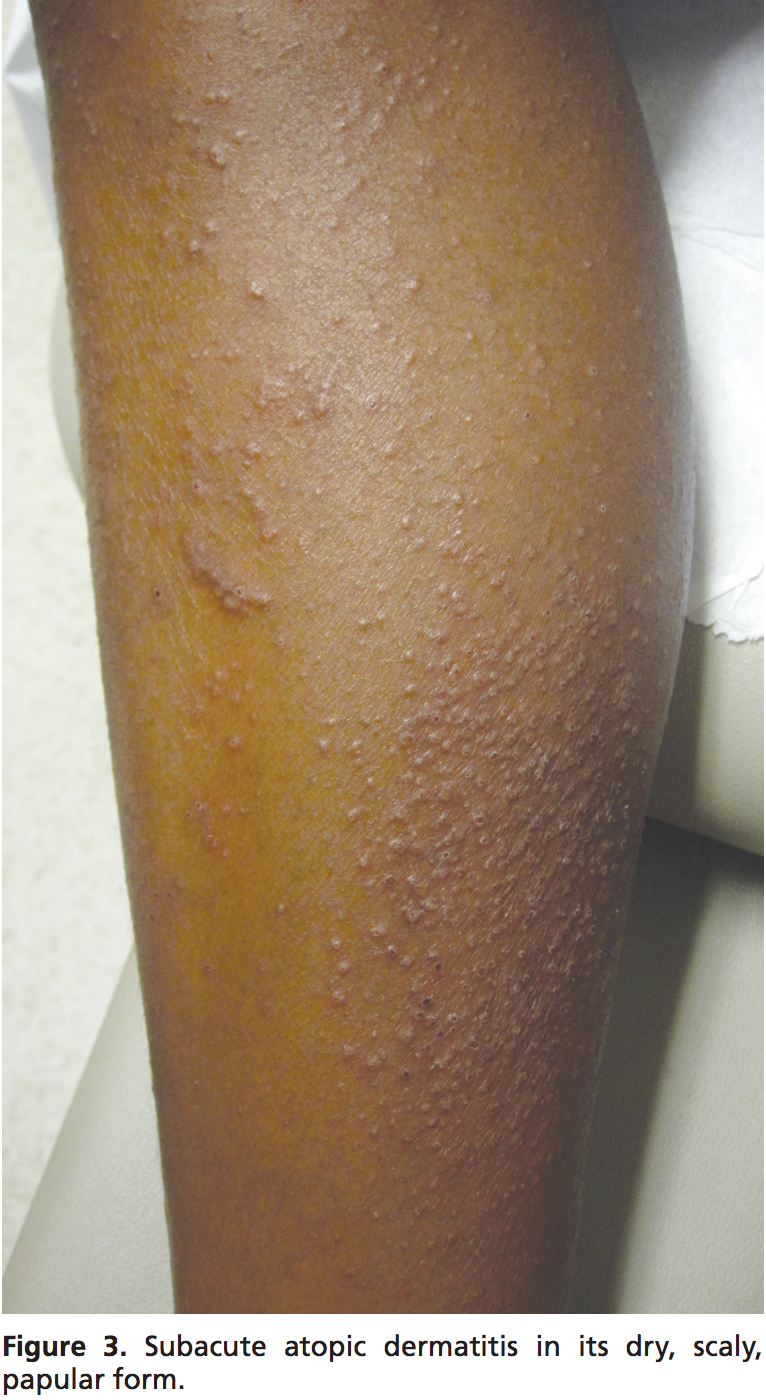 Figure 3. Subacute atopic dermatitis in its dry, scaly,
papular form.